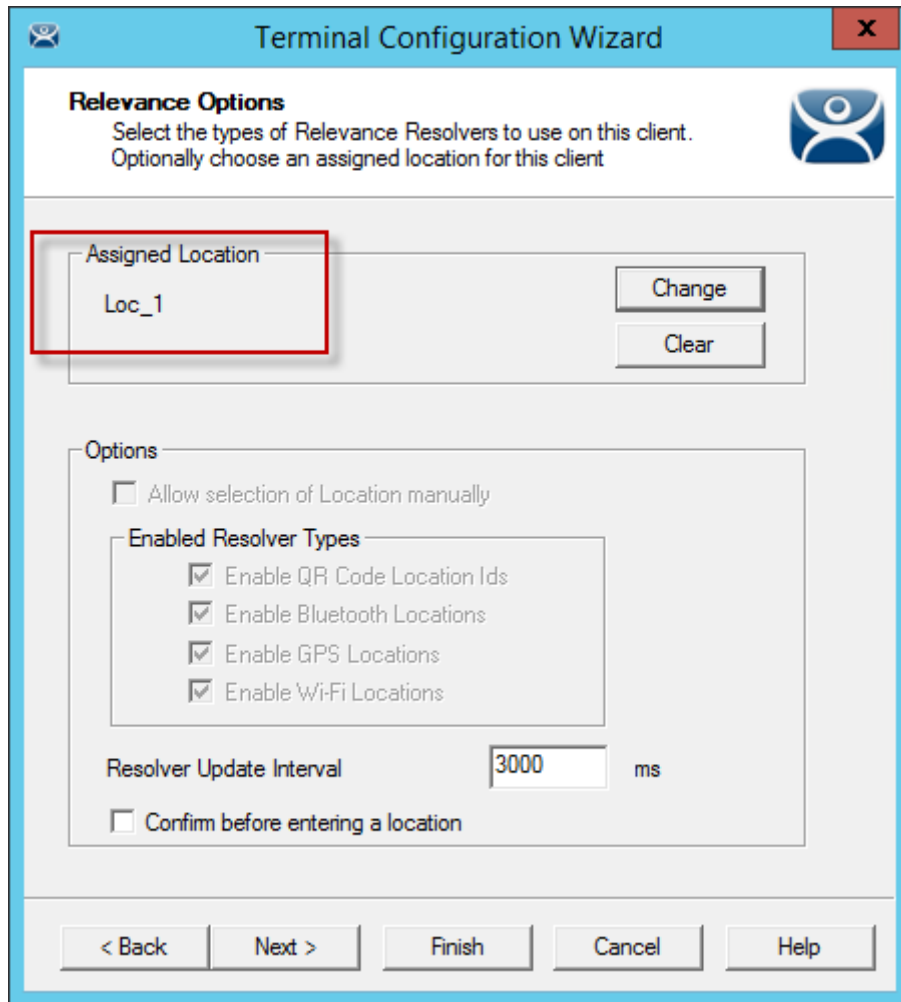 Terminal Configuration Wizard
x
Relevance Options
Select the types of Relevance Resolvers to use on this client.
Optionally choose an assigned location for this client
Assigned Location
Loc_1
Change
Clear
Options
Allow selection of Location manually
Enabled Resolver Types
Enable QR Code Location Ids
Enable Bluetooth Locations
Enable GPS Locations
Enable Wi-Fi Locations
Resolver Update Interval 3000 ms
Confirm before entering a location
< Back Next > Finish Cancel Help